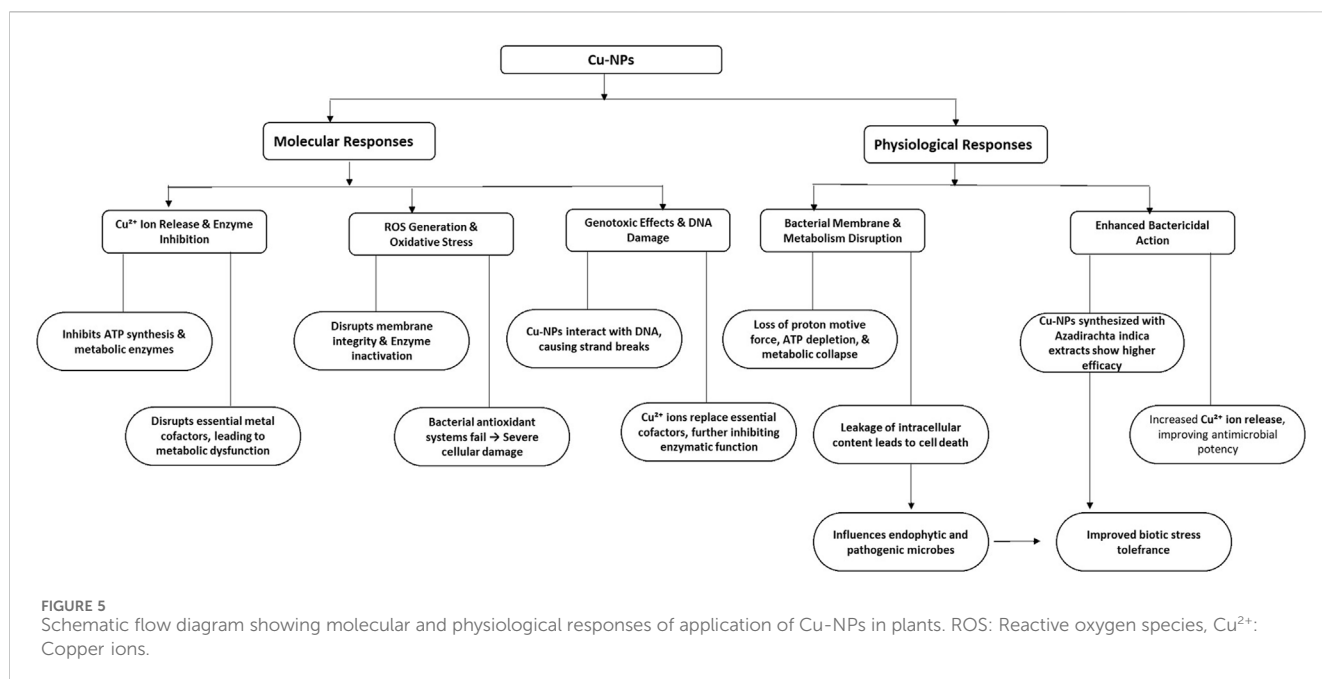 Cu-NPs
Molecular Responses
Physiological Responses
Cu²⁺ Ion Release & Enzyme
Inhibition
ROS Generation &
Oxidative Stress
Genotoxic Effects & DNA
Damage
Bacterial Membrane &
Metabolism Disruption
Enhanced Bactericidal
Action
Inhibits ATP synthesis &
metabolic enzymes
Disrupts membrane
integrity & Enzyme
inactivation
Cu-NPs interact with DNA,
causing strand breaks
Loss of proton motive
force, ATP depletion, &
metabolic collapse
Cu-NPs synthesized with
Azadirachta indica
extracts show higher
efficacy
Disrupts essential metal
cofactors, leading to
metabolic dysfunction
Bacterial antioxidant
systems fail → Severe
cellular damage
Cu²⁺ ions replace essential
cofactors, further inhibiting
enzymatic function
Leakage of intracellular
content leads to cell death
Increased Cu²⁺ ion release,
improving antimicrobial
potency
Influences endophytic and
pathogenic microbes
Improved biotic stress
tolefrance
FIGURE 5
Schematic flow diagram showing molecular and physiological responses of application of Cu-NPs in plants. ROS: Reactive oxygen species, Cu²⁺:
Copper ions.